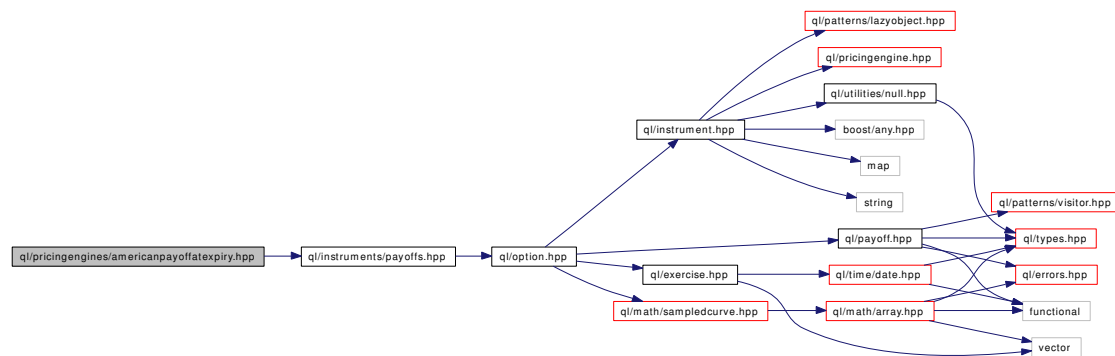 ql/patterns/lazyobject.hpp
ql/pricingengine.hpp
ql/utilities/null.hpp
ql/instrument.hpp
boost/any.hpp
map
string
ql/patterns/visitor.hpp
ql/payoff.hpp
ql/types.hpp
ql/pricingengines/americanpayoffatexpiry.hpp
ql/instruments/payoffs.hpp
ql/option.hpp
ql/exercise.hpp
ql/time/date.hpp
ql/errors.hpp
ql/math/sampledcurve.hpp
ql/math/array.hpp
functional
vector